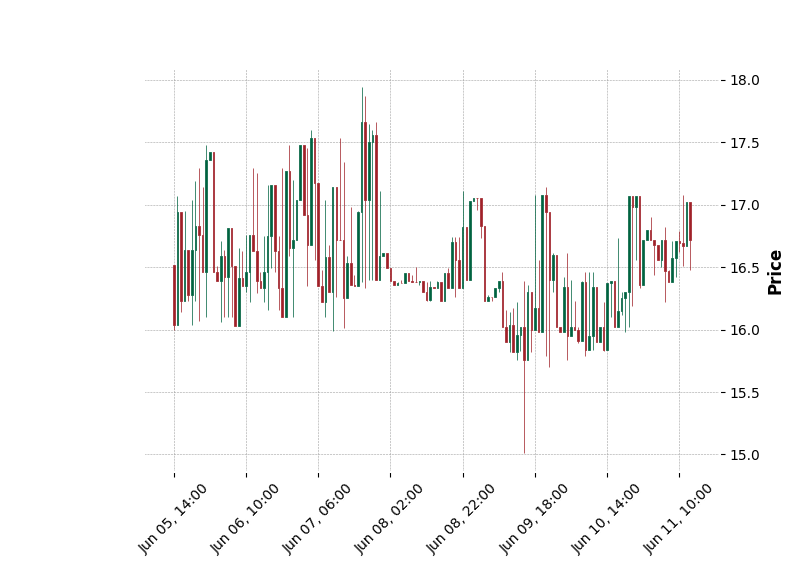 18.0
17.5
17.0
16.5
16.0
15.5
15.0
Price
Jun 05, 14:00
Jun 06, 10:00
Jun 07, 06:00
Jun 08, 02:00
Jun 08, 22:00
Jun 09, 18:00
Jun 10, 14:00
Jun 11, 10:00